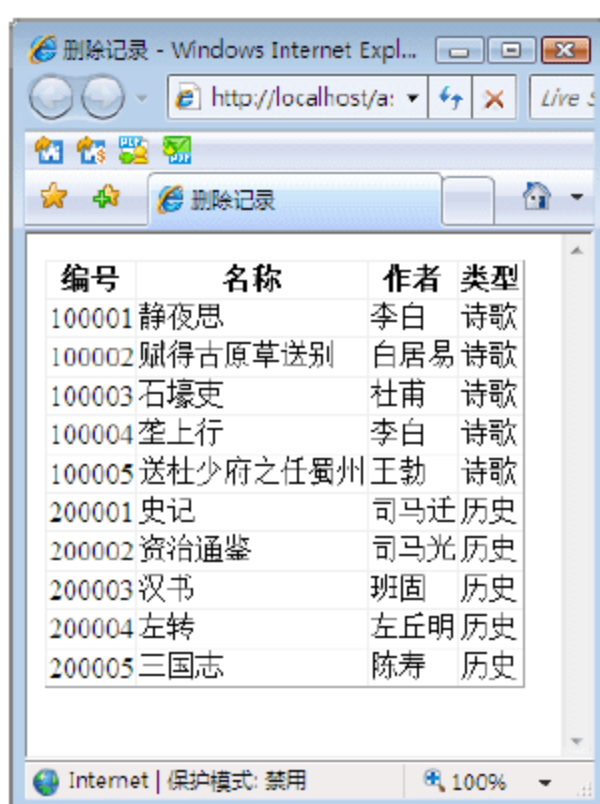 删除记录 - Windows Internet Expl...
http://localhost/a:
Live S
删除记录
编号 名称 作者 类型
100001 静夜思 李白 诗歌
100002 赋得古原草送别 白居易 诗歌
100003 石壕吏 杜甫 诗歌
100004 垄上行 李白 诗歌
100005 送杜少府之任蜀州 王勃 诗歌
200001 史记 司马迁 历史
200002 资治通鉴 司马光 历史
200003 汉书 班固 历史
200004 左转 左丘明 历史
200005 三国志 陈寿 历史
Internet | 保护模式: 禁用 100%